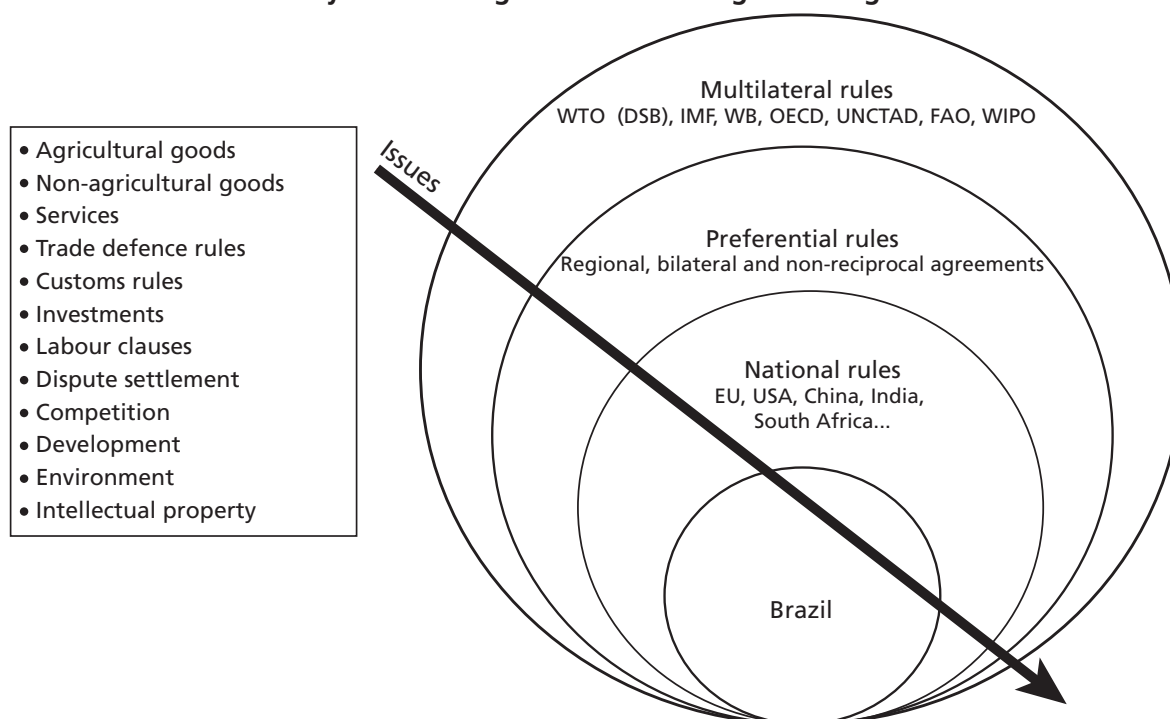 Multilateral rules
WTO (DSB), IMF, WB, OECD, UNCTAD, FAO, WIPO
• Agricultural goods
• Non-agricultural goods
• Services
• Trade defence rules
• Customs rules
• Investments
• Labour clauses
• Dispute settlement
• Competition
• Development
• Environment
• Intellectual property
Issues
Preferential rules
Regional, bilateral and non-reciprocal agreements
National rules
EU, USA, China, India,
South Africa...
Brazil